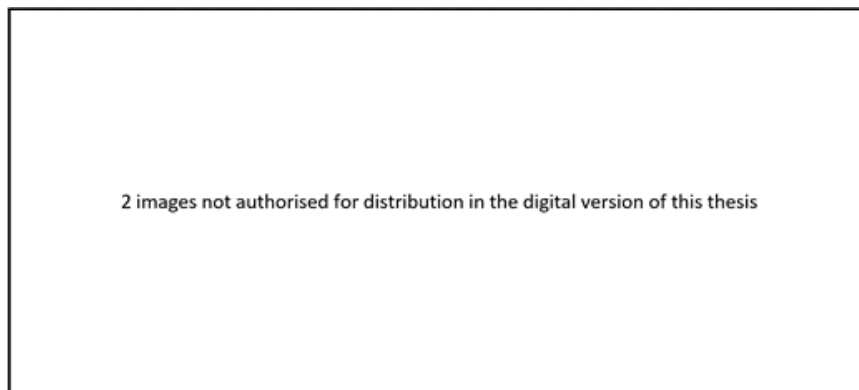 2 images not authorised for distribution in the digital version of this thesis